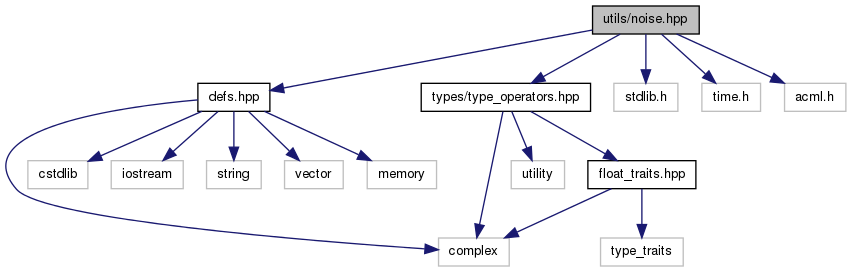 utils/noise.hpp
defs.hpp
types/type_operators.hpp
stdlib.h
time.h
acml.h
cstdlib
iostream
string
vector
memory
utility
float_traits.hpp
complex
type_traits